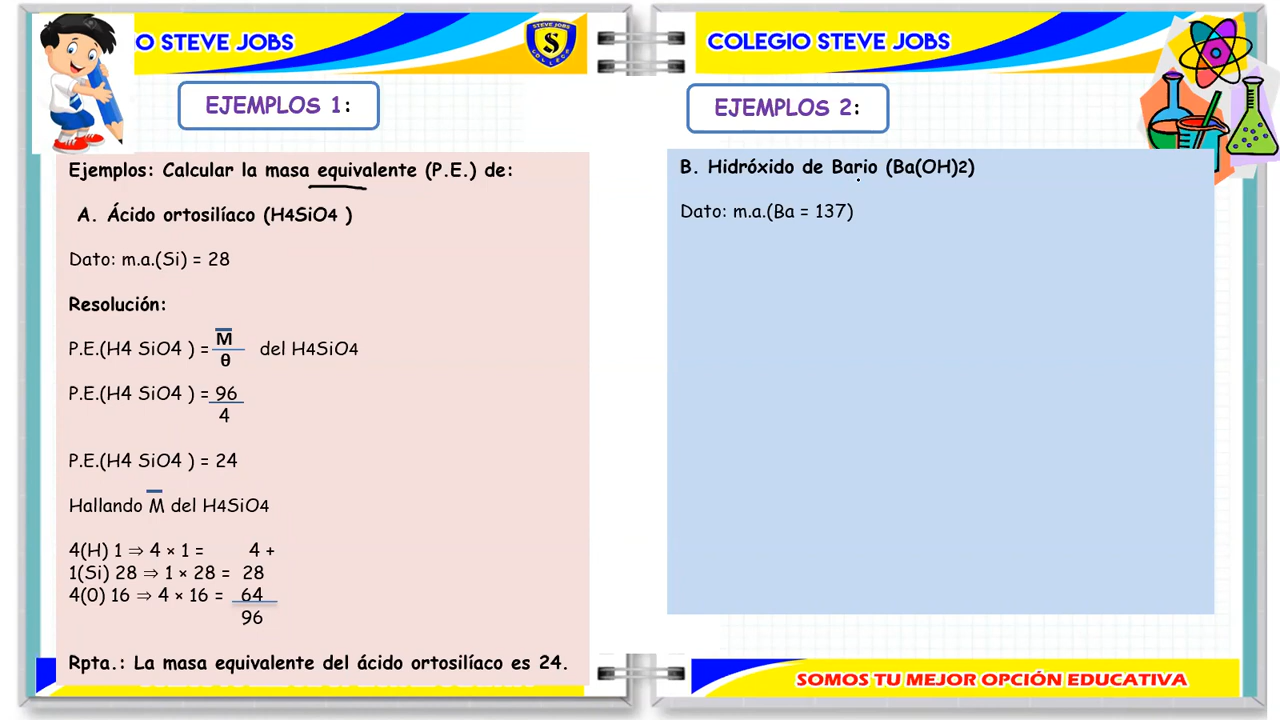 O STEVE JOBS
STEVE JOBS
S
COLLEGE
EJEMPLOS 1:
Ejemplos: Calcular la masa equivalente (P.E.) de:
A. Ácido ortosilíaco (H4SiO4 )
Dato: m.a.(Si) = 28
Resolución:
P.E.(H4 SiO4 ) = M̅ / θ del H4SiO4
P.E.(H4 SiO4 ) = 96 / 4
P.E.(H4 SiO4 ) = 24
Hallando M̅ del H4SiO4
4(H) 1 ⇒ 4 × 1 = 4 +
1(Si) 28 ⇒ 1 × 28 = 28
4(0) 16 ⇒ 4 × 16 = 64
96
Rpta.: La masa equivalente del ácido ortosilíaco es 24.
COLEGIO STEVE JOBS
EJEMPLOS 2:
B. Hidróxido de Bario (Ba(OH)2)
Dato: m.a.(Ba = 137)
SOMOS TU MEJOR OPCIÓN EDUCATIVA